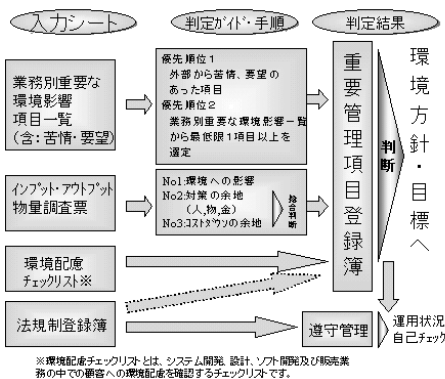 入力シート
判定ガイド・手順
判定結果
業務別重要な
環境影響
項目一覧
(含:苦情・要望)
優先順位1
外部から苦情、要望の
あった項目
優先順位2
業務別重要な環境影響一覧
から最低限1項目以上を
選定
インプット・アウトプット
物量調査票
No1:環境への影響
No2:対策の余地
(人,物,金)
No3:コストダウンの余地
総合判断
重要管理項目登録簿
判断
環境方針・目標へ
環境配慮
チェックリスト※
法規制登録簿
遵守管理
運用状況
自己チェック
※環境配慮チェックリストとは、システム開発、設計、ソフト開発及び販売業
務の中での顧客への環境配慮を確認するチェックリストです。